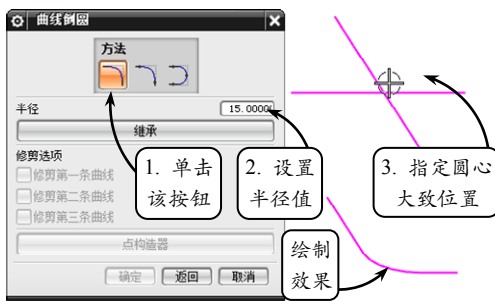 曲线倒圆
方法
半径
15.0000
继承
修剪选项
修剪第一条曲线
修剪第二条曲线
修剪第三条曲线
点构造器
确定 返回 取消
1. 单击
该按钮
2. 设置
半径值
3. 指定圆心
大致位置
绘制
效果